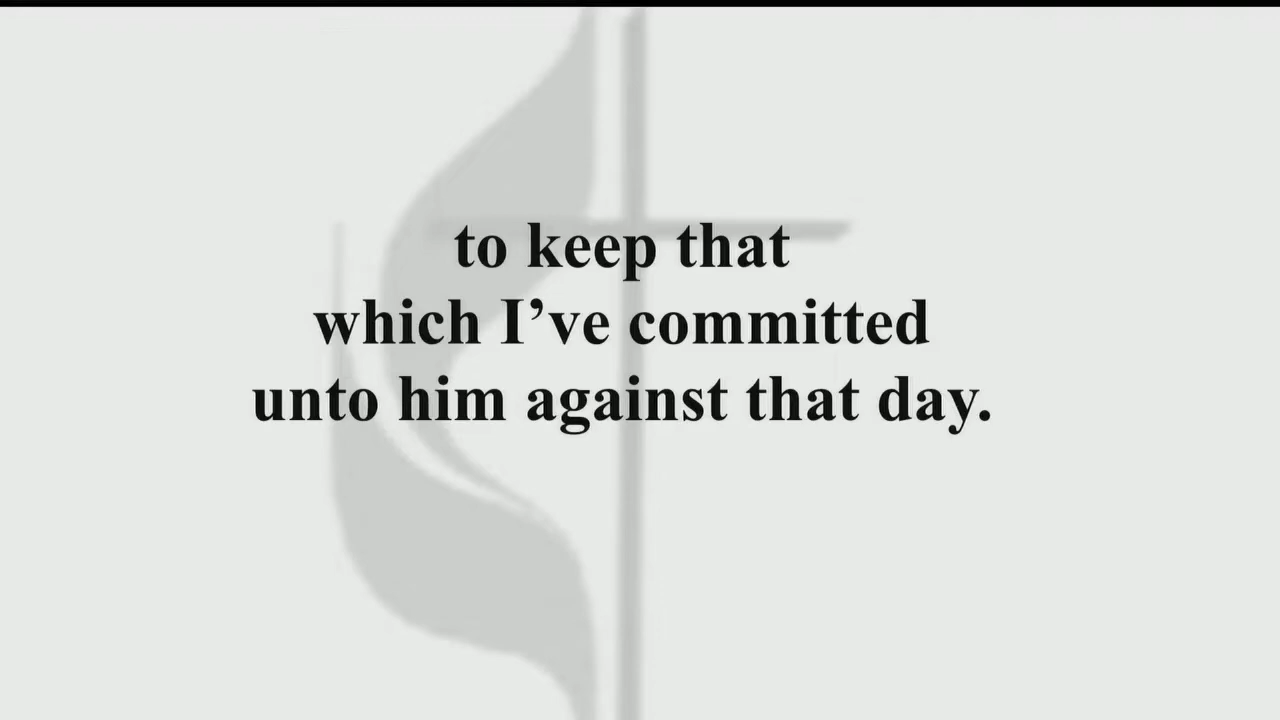 to keep that
which I’ve committed
unto him against that day.